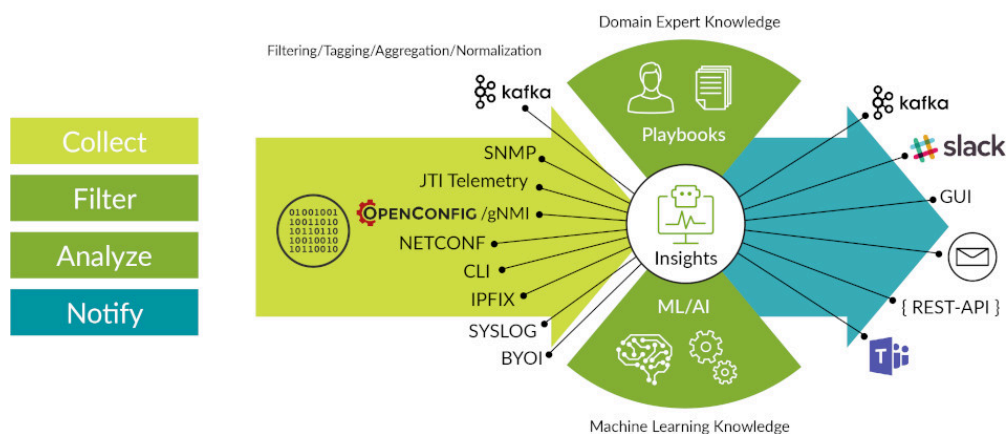 Domain Expert Knowledge
Filtering/Tagging/Aggregation/Normalization
kafka
kafka
Playbooks
Collect
SNMP
slack
JTI Telemetry
Filter
GUI
OPENCONFIG /gNMI
01001001
10011010
10110110
10010010
10110010
NETCONF
Analyze
Insights
CLI
IPFIX
ML/AI
{ REST-API }
Notify
SYSLOG
BYOI
T
Machine Learning Knowledge